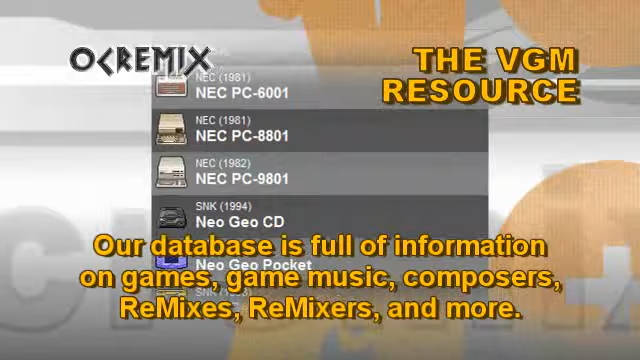 OCREMIX
THE VGM
RESOURCE
NEC (1981)
NEC PC-6001
NEC (1981)
NEC PC-8801
NEC (1982)
NEC PC-9801
SNK (1994)
Neo Geo CD
Neo Geo Pocket
Our database is full of information
on games, game music, composers,
ReMixes, ReMixers, and more.